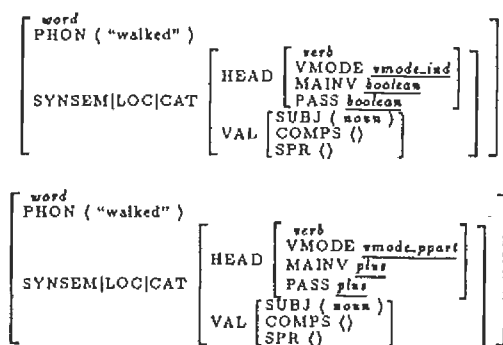 word
PHON ⟨ "walked" ⟩
verb
VMODE vmode_ind
HEAD MAINV boolean
PASS boolean
SYNSEM|LOC|CAT
SUBJ ⟨ noun ⟩
VAL COMPS ⟨⟩
SPR ⟨⟩
word
PHON ⟨ "walked" ⟩
verb
VMODE vmode_ppart
HEAD MAINV plus
PASS plus
SYNSEM|LOC|CAT
SUBJ ⟨ noun ⟩
VAL COMPS ⟨⟩
SPR ⟨⟩